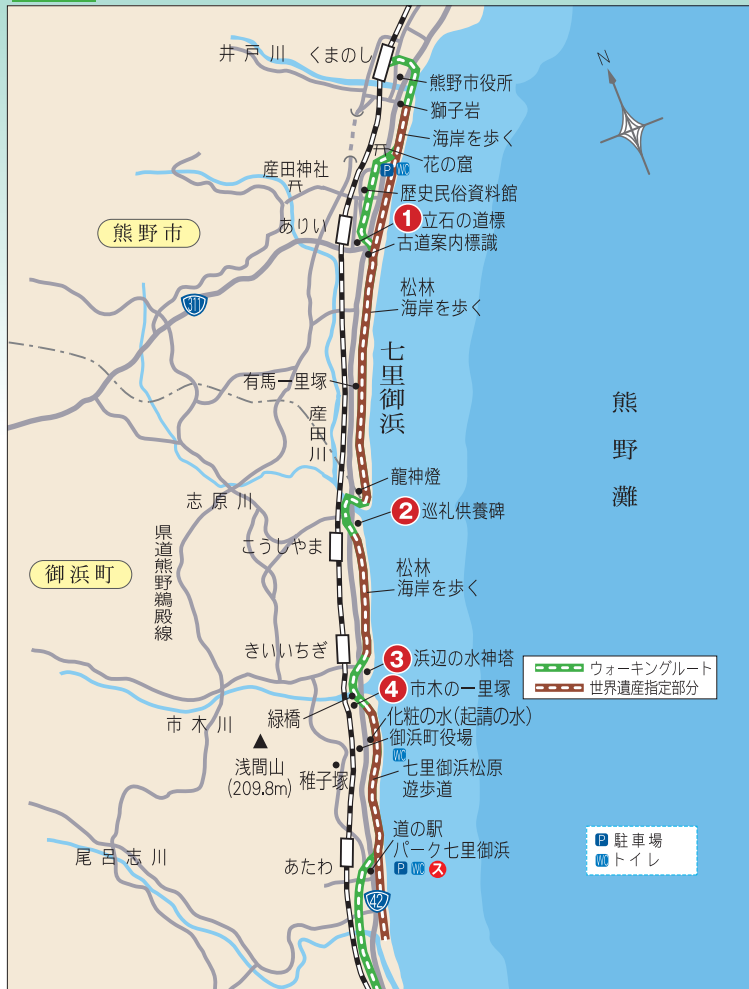 井戸川
くまのし
N
熊野市役所
獅子岩
海岸を歩く
花の窟
P WC
産田神社
歴史民俗資料館
ありい
1 立石の道標
古道案内標識
熊野市
311
松林
海岸を歩く
七里御浜
有馬一里塚
熊野灘
産田川
龍神燈
志原川
2 巡礼供養碑
こうしやま
県道熊野鵜殿線
御浜町
松林
海岸を歩く
きいいちぎ
3 浜辺の水神塔
ウォーキングルート
世界遺産指定部分
4 市木の一里塚
市木川
緑橋
化粧の水(起請の水)
御浜町役場
WC
浅間山
(209.8m)
稚子塚
七里御浜松原
遊歩道
道の駅
パーク七里御浜
P WC ス
尾呂志川
あたわ
42
P 駐車場
WC トイレ